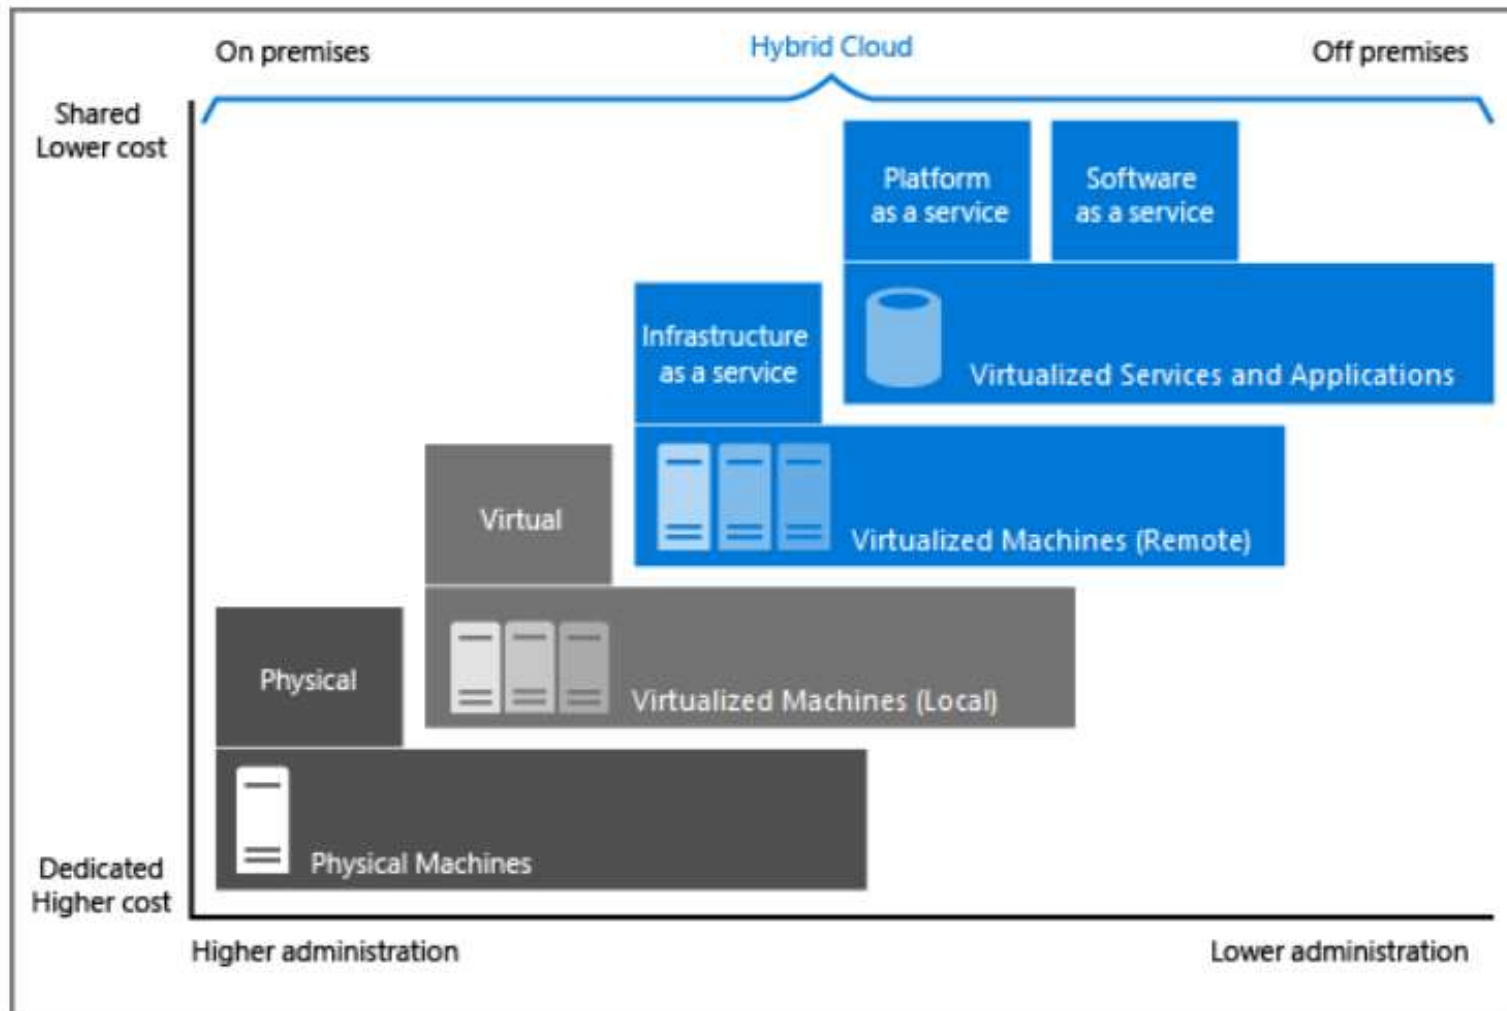 On premises
Hybrid Cloud
Off premises
Shared
Lower cost
Platform
as a service
Software
as a service
Virtualized Services and Applications
Infrastructure
as a service
Virtualized Machines (Remote)
Virtual
Virtualized Machines (Local)
Physical
Physical Machines
Dedicated
Higher cost
Higher administration
Lower administration